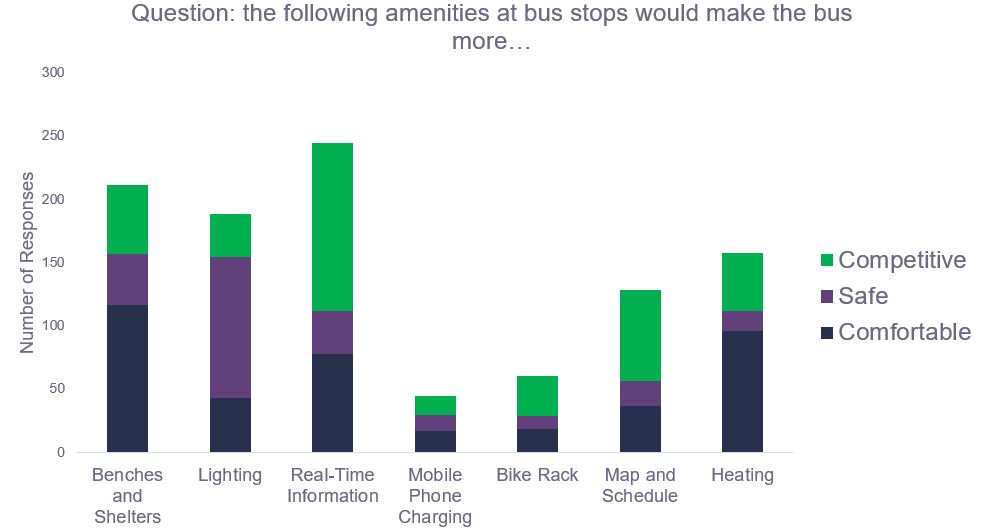 Question: the following amenities at bus stops would make the bus
more…
300
250
200
150
100
50
0
Number of Responses
Benches
and
Shelters
Lighting
Real-Time
Information
Mobile
Phone
Charging
Bike Rack
Map and
Schedule
Heating
Competitive
Safe
Comfortable